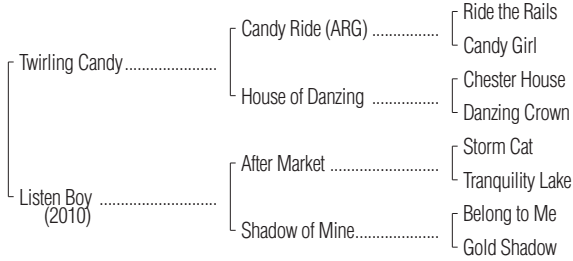 Ride the Rails
Candy Ride (ARG) ................
Candy Girl
Twirling Candy ......................
Chester House
House of Danzing ................
Danzing Crown
Storm Cat
After Market ..........................
Tranquility Lake
Listen Boy ............................
(2010)
Belong to Me
Shadow of Mine....................
Gold Shadow